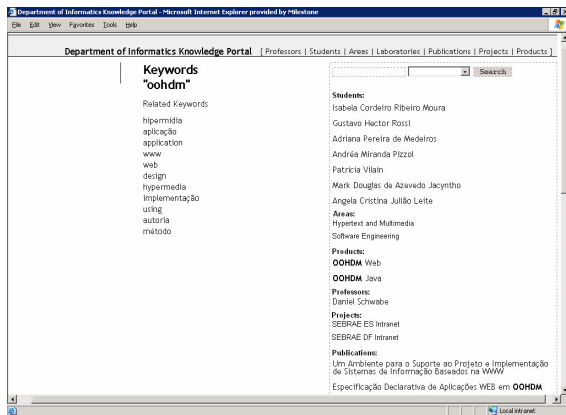 Department of Informatics Knowledge Portal - Microsoft Internet Explorer provided by Milestone
File Edit View Favorites Tools Help
Department of Informatics Knowledge Portal [ Professors | Students | Areas | Laboratories | Publications | Projects | Products ]
Keywords
"oohdm"
Related Keywords
hipermídia
aplicação
application
www
web
design
hypermedia
implementação
using
autoria
método
Search
Students:
Isabela Cordeiro Ribeiro Moura
Gustavo Hector Rossi
Adriana Pereira de Medeiros
Andréa Miranda Pizzol
Patrícia Vilain
Mark Douglas de Azevedo Jacyntho
Angela Cristina Julião Leite
Areas:
Hypertext and Multimedia
Software Engineering
Products:
OOHDM Web
OOHDM Java
Professors:
Daniel Schwabe
Projects:
SEBRAE ES Intranet
SEBRAE DF Intranet
Publications:
Um Ambiente para o Suporte ao Projeto e Implementação
de Sistemas de Informação Baseados na WWW
Especificação Declarativa de Aplicações WEB em OOHDM
Local intranet